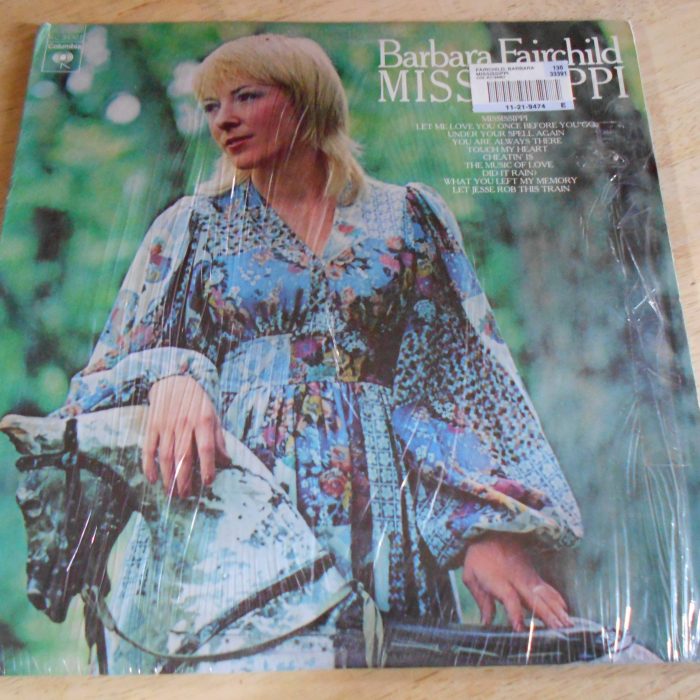 Columbia
Barbara Fairchild
FAIRCHILD, BARBARA 130
MISSISSIPPI 33391
11-21-9474 E
MISSISSIPPI
LET ME LOVE YOU ONCE BEFORE YOU GO
UNDER YOUR SPELL AGAIN
YOU ARE ALWAYS THERE
TOUCH MY HEART
CHEATIN' IS
THE MUSIC OF LOVE
DID IT RAIN?
WHAT YOU LEFT MY MEMORY
LET JESSE ROB THIS TRAIN